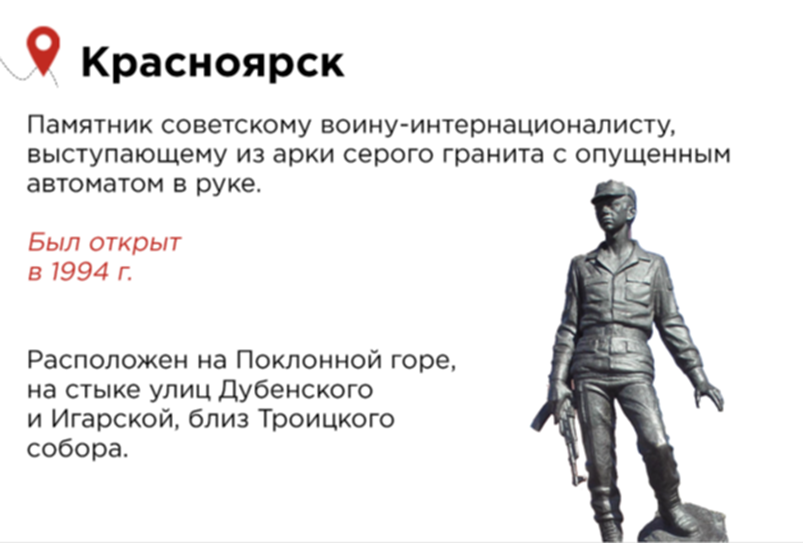 Красноярск
Памятник советскому воину-интернационалисту,
выступающему из арки серого гранита с опущенным
автоматом в руке.
Был открыт
в 1994 г.
Расположен на Поклонной горе,
на стыке улиц Дубенского
и Игарской, близ Троицкого
собора.